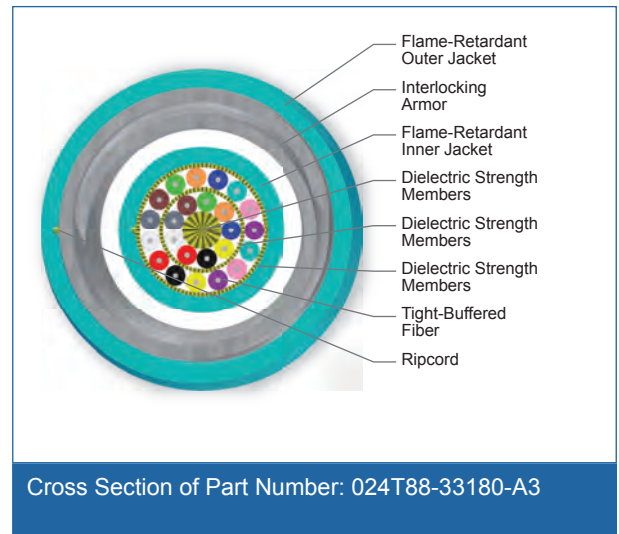 Flame-Retardant
Outer Jacket
Interlocking
Armor
Flame-Retardant
Inner Jacket
Dielectric Strength
Members
Dielectric Strength
Members
Dielectric Strength
Members
Tight-Buffered
Fiber
Ripcord
Cross Section of Part Number: 024T88-33180-A3